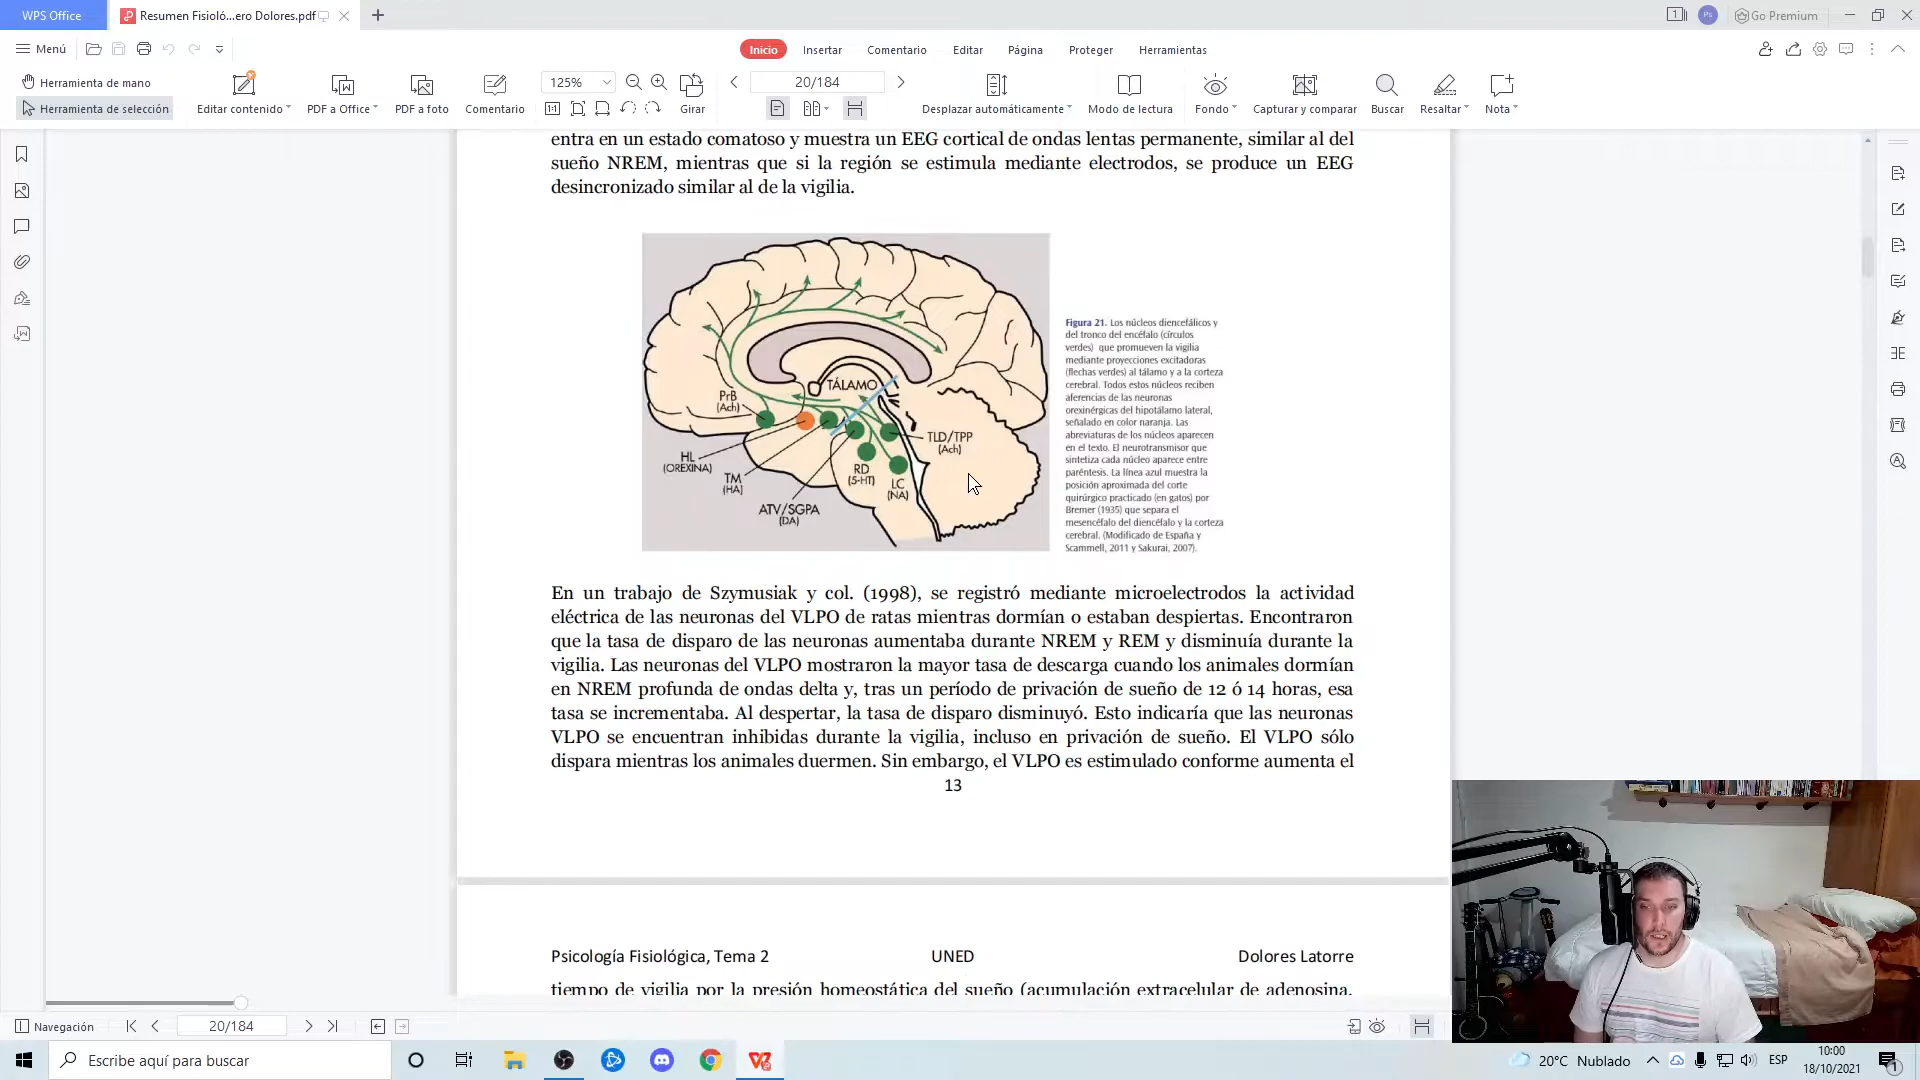 WPS Office
Resumen Fisioló...ero Dolores.pdf
1
Ps
Go Premium
Menú
Inicio
Insertar
Comentario
Editar
Página
Proteger
Herramientas
Herramienta de mano
Herramienta de selección
Editar contenido
PDF a Office
PDF a foto
Comentario
125%
Girar
20/184
Desplazar automáticamente
Modo de lectura
Fondo
Capturar y comparar
Buscar
Resaltar
Nota
entra en un estado comatoso y muestra un EEG cortical de ondas lentas permanente, similar al del
sueño NREM, mientras que si la región se estimula mediante electrodos, se produce un EEG
desincronizado similar al de la vigilia.
TÁLAMO
PrB
(Ach)
HL
(OREXINA)
TM
(HA)
ATV/SGPA
(DA)
RD
(5-HT)
LC
(NA)
TLD/TPP
(Ach)
Figura 21. Los núcleos diencefálicos y
del tronco del encéfalo (círculos
verdes) que promueven la vigilia
mediante proyecciones excitadoras
(flechas verdes) al tálamo y a la corteza
cerebral. Todos estos núcleos reciben
aferencias de las neuronas
orexinérgicas del hipotálamo lateral,
señalado en color naranja. Las
abreviaturas de los núcleos aparecen
en el texto. El neurotransmisor que
sintetiza cada núcleo aparece entre
paréntesis. La línea azul muestra la
posición aproximada del corte
quirúrgico practicado (en gatos) por
Bremer (1935) que separa el
mesencéfalo del diencéfalo y la corteza
cerebral. (Modificado de España y
Scammell, 2011 y Sakurai, 2007).
En un trabajo de Szymusiak y col. (1998), se registró mediante microelectrodos la actividad
eléctrica de las neuronas del VLPO de ratas mientras dormían o estaban despiertas. Encontraron
que la tasa de disparo de las neuronas aumentaba durante NREM y REM y disminuía durante la
vigilia. Las neuronas del VLPO mostraron la mayor tasa de descarga cuando los animales dormían
en NREM profunda de ondas delta y, tras un período de privación de sueño de 12 ó 14 horas, esa
tasa se incrementaba. Al despertar, la tasa de disparo disminuyó. Esto indicaría que las neuronas
VLPO se encuentran inhibidas durante la vigilia, incluso en privación de sueño. El VLPO sólo
dispara mientras los animales duermen. Sin embargo, el VLPO es estimulado conforme aumenta el
13
Psicología Fisiológica, Tema 2 UNED Dolores Latorre
tiempo de vigilia por la presión homeostática del sueño (acumulación extracelular de adenosina,
Navegación
20/184
Escribe aquí para buscar
20°C Nublado
ESP
10:00
18/10/2021
1